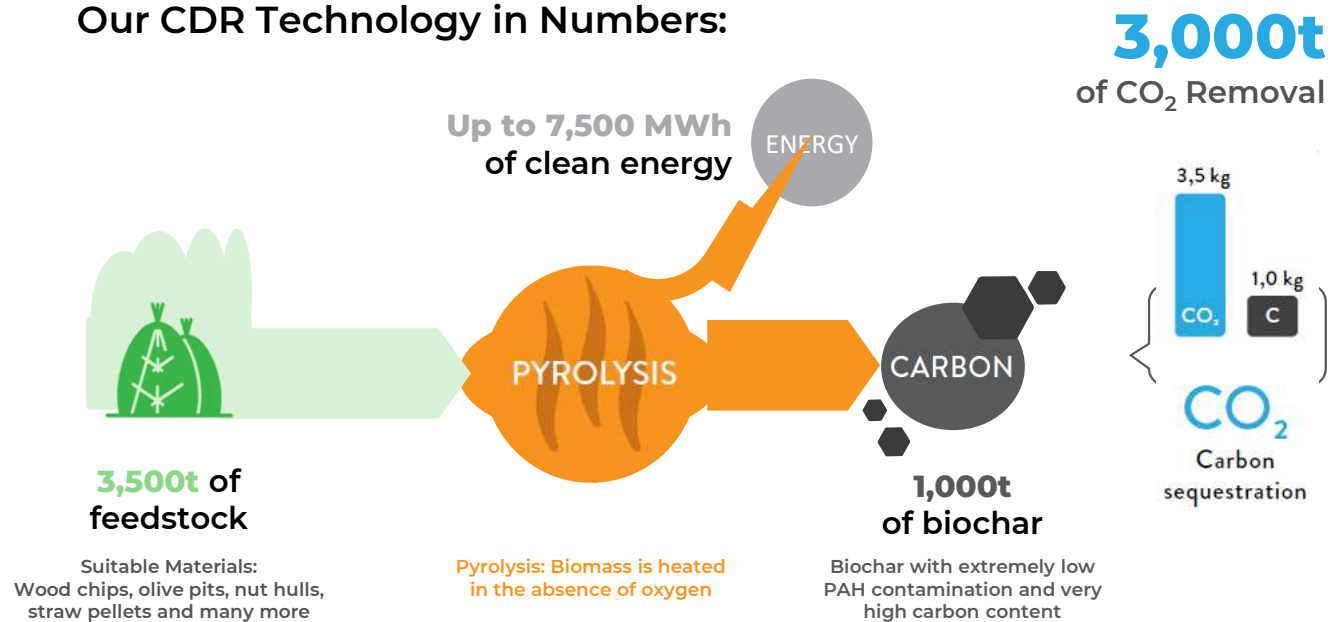 Our CDR Technology in Numbers:
3,000t
of CO₂ Removal
Up to 7,500 MWh
of clean energy
ENERGY
3,5 kg
1,0 kg
CO₂
C
PYROLYSIS
CARBON
CO₂
Carbon
sequestration
3,500t of
feedstock
1,000t
of biochar
Suitable Materials:
Wood chips, olive pits, nut hulls,
straw pellets and many more
Pyrolysis: Biomass is heated
in the absence of oxygen
Biochar with extremely low
PAH contamination and very
high carbon content